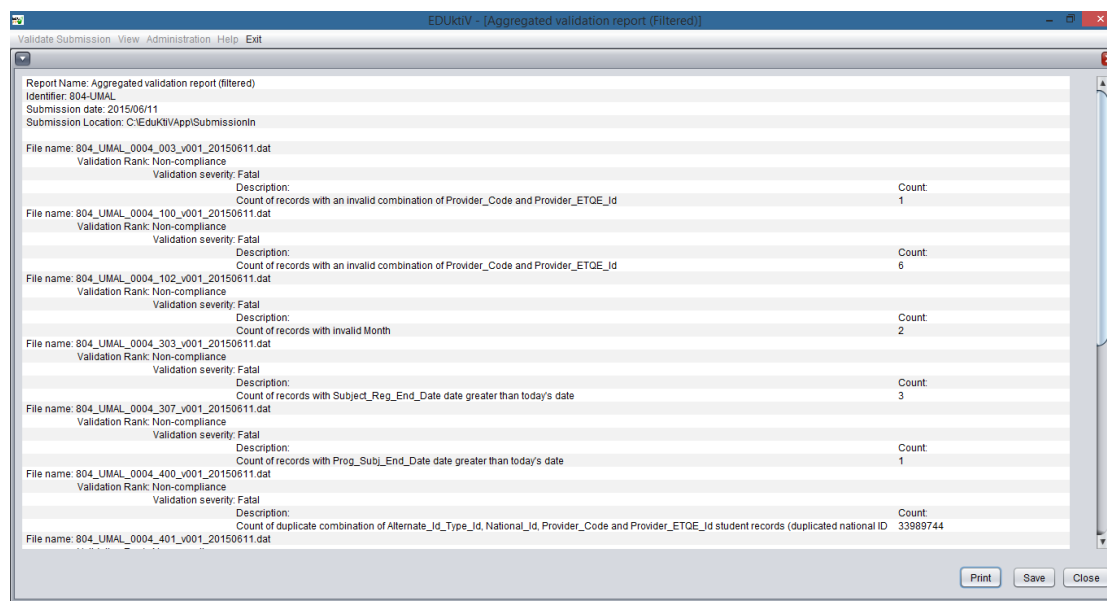 EDUktiV - [Aggregated validation report (Filtered)]
Validate Submission View Administration Help Exit
Report Name: Aggregated validation report (filtered)
Identifier: 804-UMAL
Submission date: 2015/06/11
Submission Location: C:\EduKtiVApp\SubmissionIn
File name: 804_UMAL_0004_003_v001_20150611.dat
Validation Rank: Non-compliance
Validation severity: Fatal
Description: Count:
Count of records with an invalid combination of Provider_Code and Provider_ETQE_Id 1
File name: 804_UMAL_0004_100_v001_20150611.dat
Validation Rank: Non-compliance
Validation severity: Fatal
Description: Count:
Count of records with an invalid combination of Provider_Code and Provider_ETQE_Id 6
File name: 804_UMAL_0004_102_v001_20150611.dat
Validation Rank: Non-compliance
Validation severity: Fatal
Description: Count:
Count of records with invalid Month 2
File name: 804_UMAL_0004_303_v001_20150611.dat
Validation Rank: Non-compliance
Validation severity: Fatal
Description: Count:
Count of records with Subject_Reg_End_Date date greater than today's date 3
File name: 804_UMAL_0004_307_v001_20150611.dat
Validation Rank: Non-compliance
Validation severity: Fatal
Description: Count:
Count of records with Prog_Subj_End_Date date greater than today's date 1
File name: 804_UMAL_0004_400_v001_20150611.dat
Validation Rank: Non-compliance
Validation severity: Fatal
Description: Count:
Count of duplicate combination of Alternate_Id_Type_Id, National_Id, Provider_Code and Provider_ETQE_Id student records (duplicated national ID 33989744
File name: 804_UMAL_0004_401_v001_20150611.dat
Print Save Close